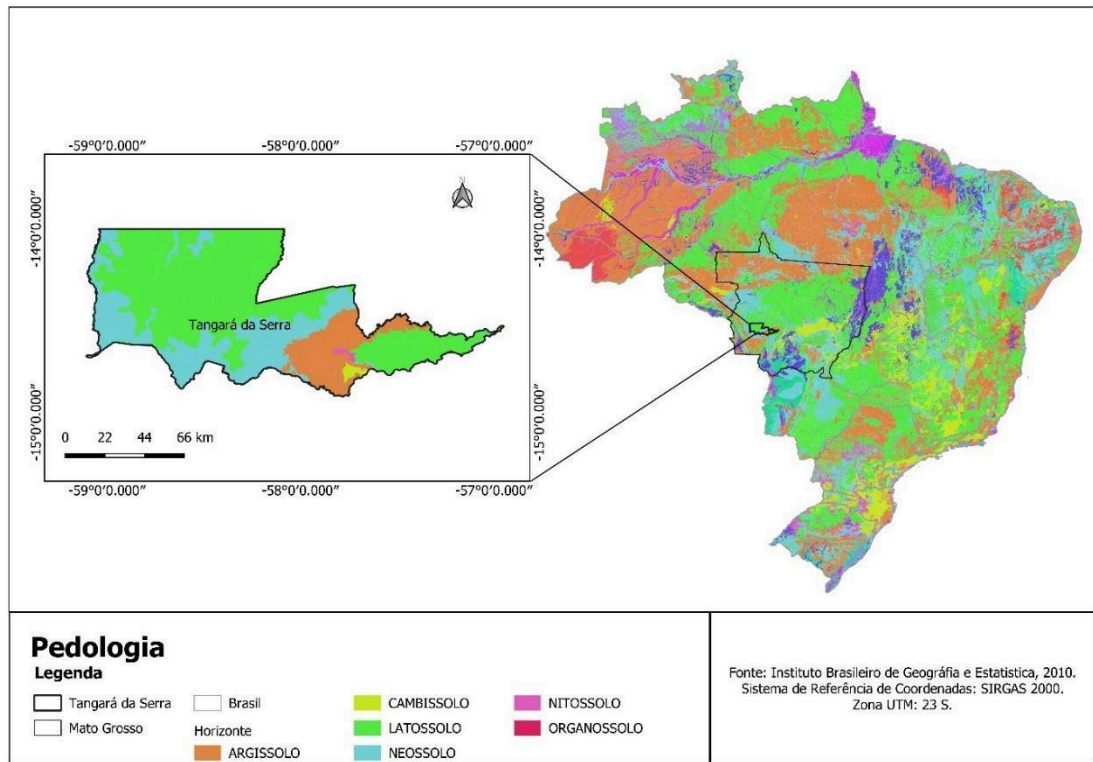 -59°0'0.000"
-58°0'0.000"
-57°0'0.000"
-14°0'0.000"
-14°0'0.000"
Tangará da Serra
-15°0'0.000"
-15°0'0.000"
0 22 44 66 km
-59°0'0.000"
-58°0'0.000"
-57°0'0.000"
Pedologia
Legenda
Tangará da Serra
Mato Grosso
Brasil
Horizonte
ARGISSOLO
CAMBISSOLO
LATOSSOLO
NEOSSOLO
NITOSSOLO
ORGANOSSOLO
Fonte: Instituto Brasileiro de Geográfia e Estatistica, 2010.
Sistema de Referência de Coordenadas: SIRGAS 2000.
Zona UTM: 23 S.